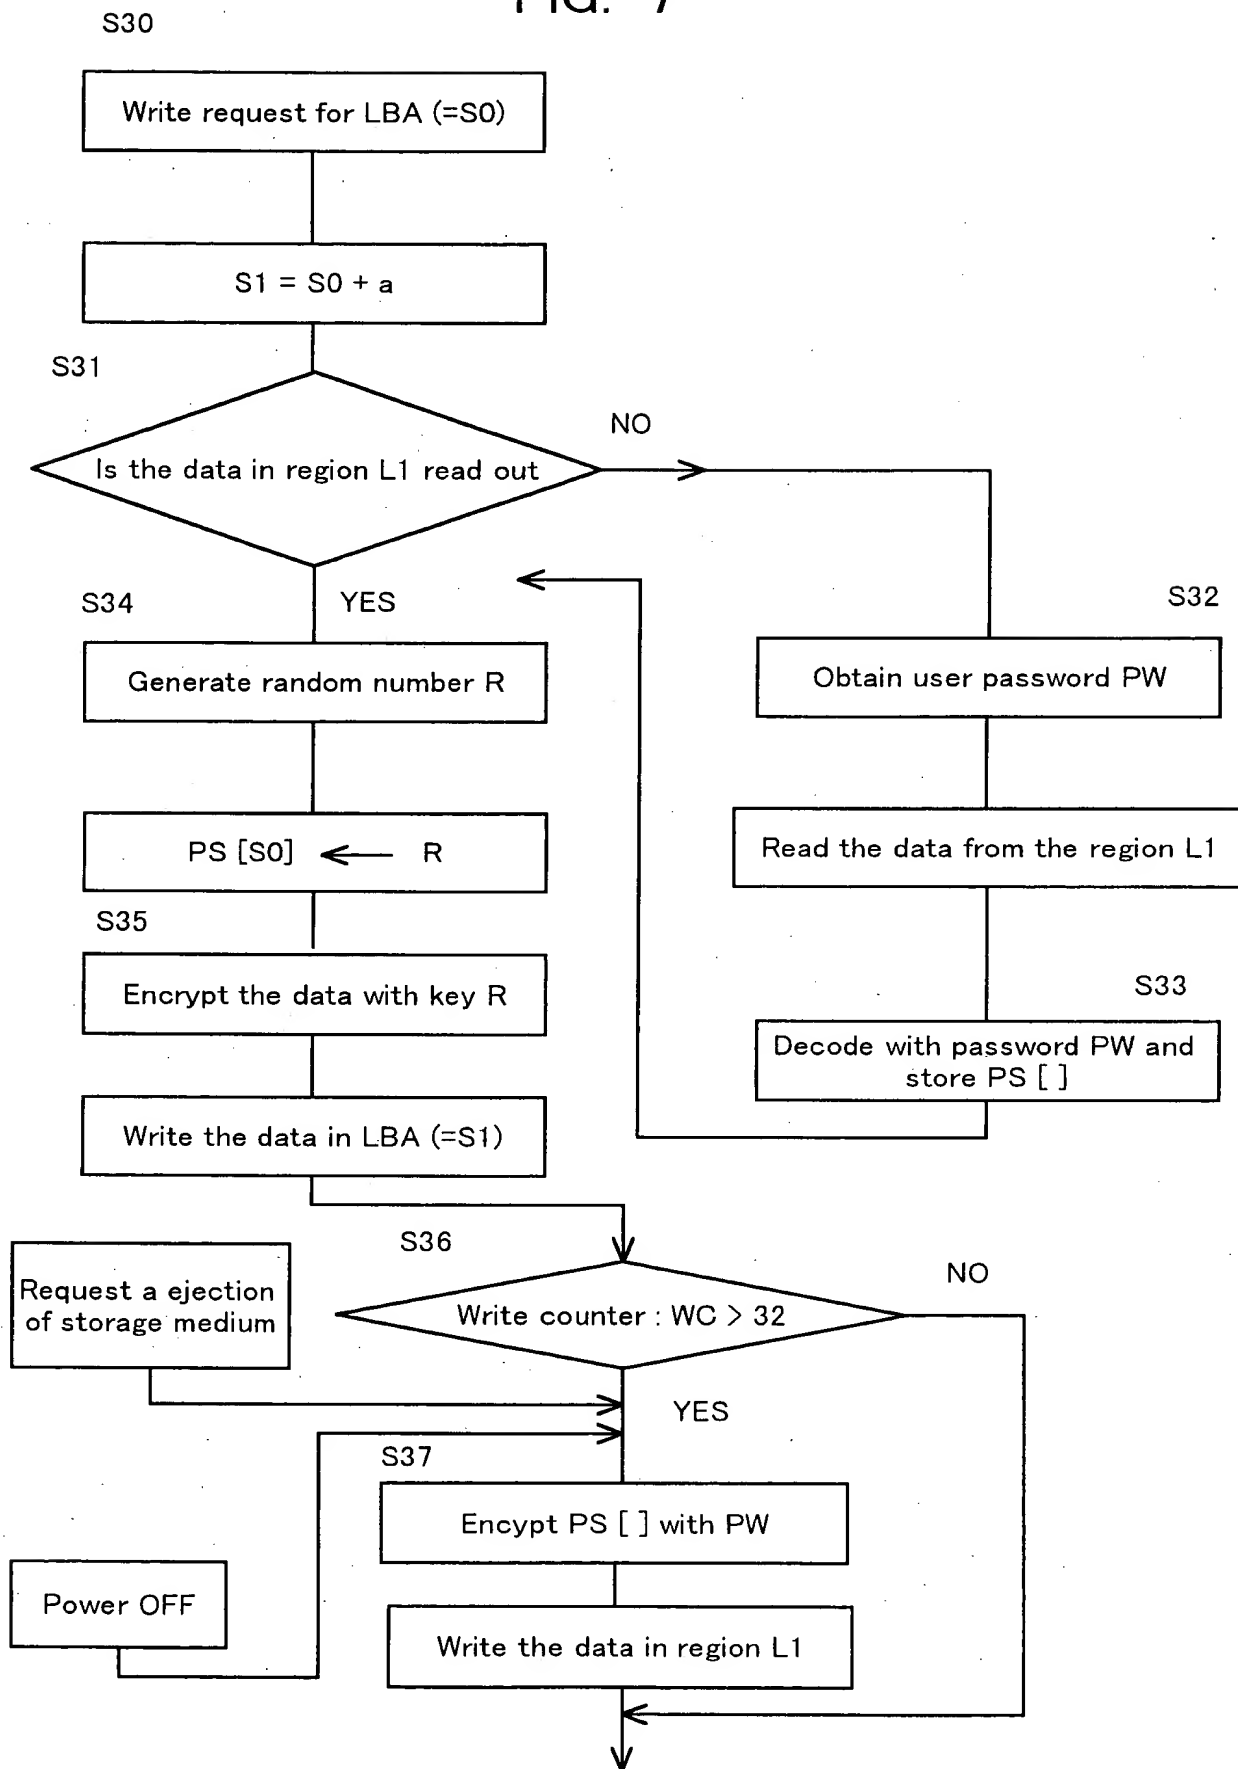 FIG. 7
S30
Write request for LBA (=S0)
S1 = S0 + a
S31
Is the data in region L1 read out
NO
YES
S34
Generate random number R
PS [S0] ← R
S35
Encrypt the data with key R
Write the data in LBA (=S1)
S32
Obtain user password PW
Read the data from the region L1
S33
Decode with password PW and
store PS [ ]
S36
Write counter : WC > 32
NO
Request a ejection
of storage medium
YES
S37
Encypt PS [ ] with PW
Power OFF
Write the data in region L1